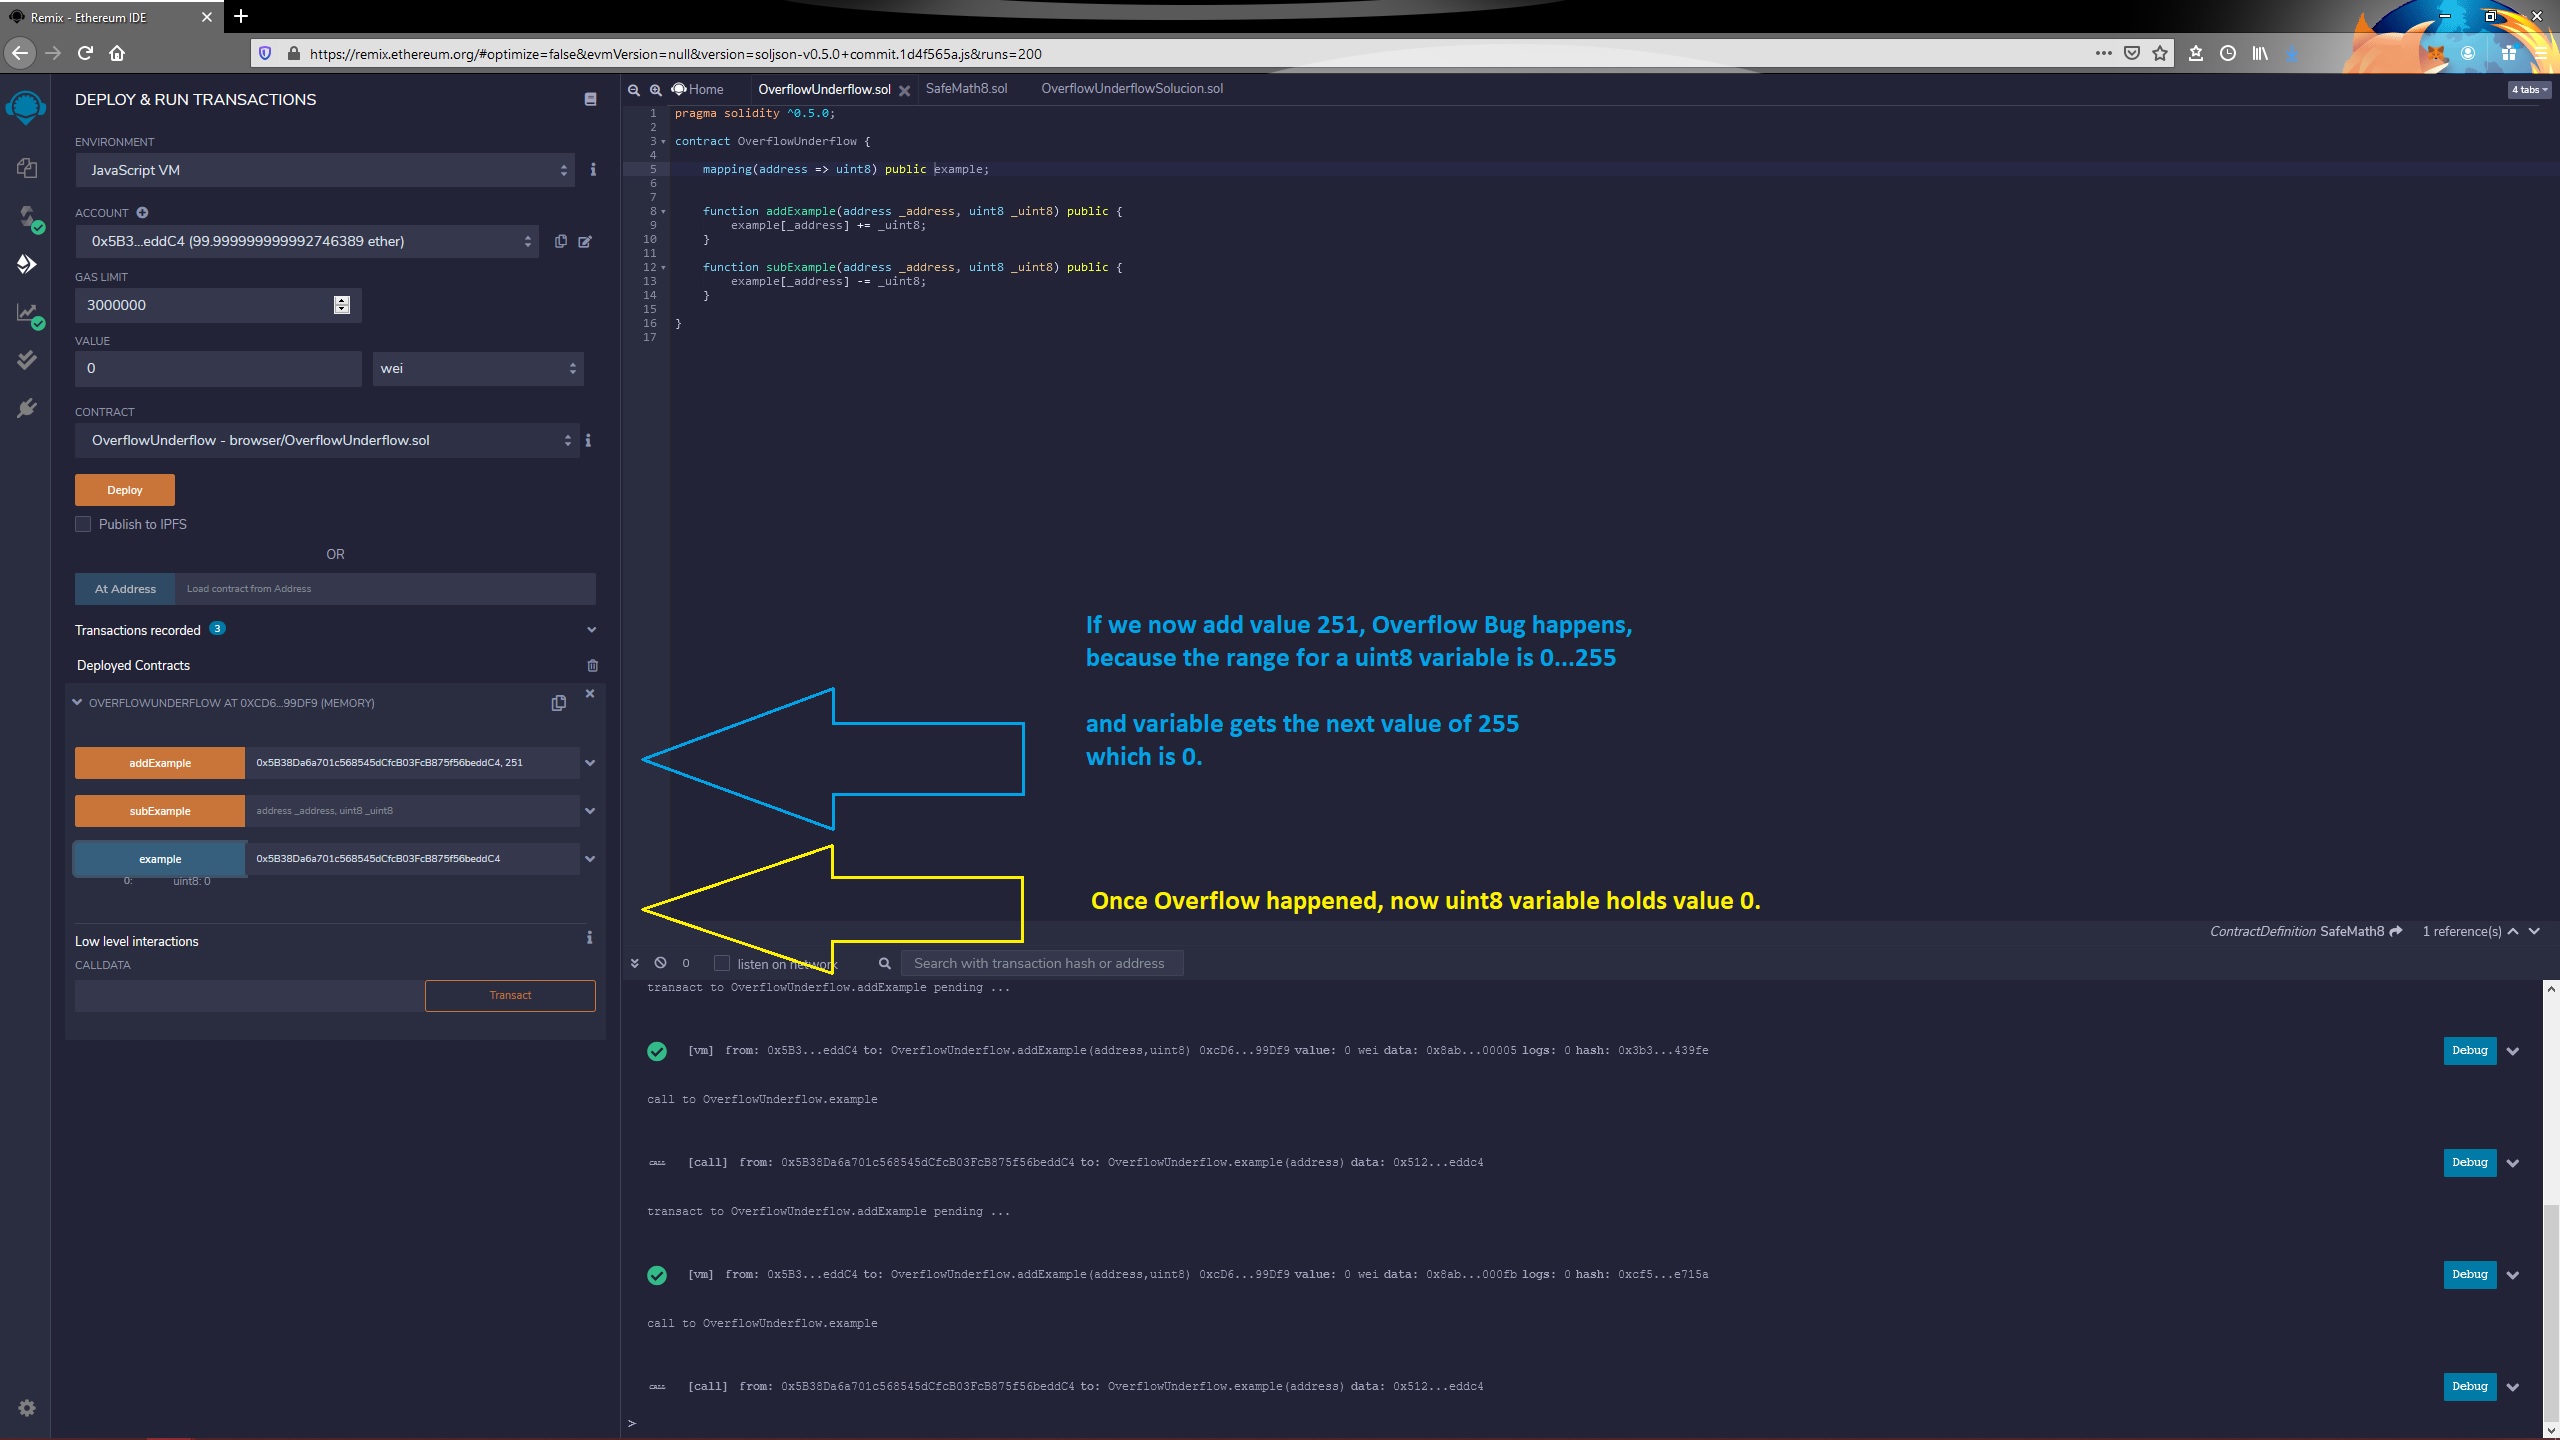 Remix - Ethereum IDE
https://remix.ethereum.org/#optimize=false&evmVersion=null&version=soljson-v0.5.0+commit.1d4f565a.js&runs=200
DEPLOY & RUN TRANSACTIONS
ENVIRONMENT
JavaScript VM
ACCOUNT
0x5B3...eddC4 (99.999999999992746389 ether)
GAS LIMIT
3000000
VALUE
0
wei
CONTRACT
OverflowUnderflow - browser/OverflowUnderflow.sol
Deploy
Publish to IPFS
OR
At Address
Load contract from Address
Transactions recorded 3
Deployed Contracts
OVERFLOWUNDERFLOW AT 0XCD6...99DF9 (MEMORY)
addExample
0x5B38Da6a701c568545dCfcB03FcB875f56beddC4, 251
subExample
address _address, uint8 _uint8
example
0x5B38Da6a701c568545dCfcB03FcB875f56beddC4
0: uint8: 0
Low level interactions
CALLDATA
Transact
Home
OverflowUnderflow.sol
SafeMath8.sol
OverflowUnderflowSolucion.sol
4 tabs
1 pragma solidity ^0.5.0;
2
3 contract OverflowUnderflow {
4
5 mapping(address => uint8) public example;
6
7
8 function addExample(address _address, uint8 _uint8) public {
9 example[_address] += _uint8;
10 }
11
12 function subExample(address _address, uint8 _uint8) public {
13 example[_address] -= _uint8;
14 }
15
16 }
17
If we now add value 251, Overflow Bug happens,
because the range for a uint8 variable is 0...255
and variable gets the next value of 255
which is 0.
Once Overflow happened, now uint8 variable holds value 0.
ContractDefinition SafeMath8 1 reference(s)
0
listen on network
Search with transaction hash or address
transact to OverflowUnderflow.addExample pending ...
[vm] from: 0x5B3...eddC4 to: OverflowUnderflow.addExample(address,uint8) 0xcD6...99Df9 value: 0 wei data: 0x8ab...00005 logs: 0 hash: 0x3b3...439fe
Debug
call to OverflowUnderflow.example
CALL [call] from: 0x5B38Da6a701c568545dCfcB03FcB875f56beddC4 to: OverflowUnderflow.example(address) data: 0x512...eddc4
Debug
transact to OverflowUnderflow.addExample pending ...
[vm] from: 0x5B3...eddC4 to: OverflowUnderflow.addExample(address,uint8) 0xcD6...99Df9 value: 0 wei data: 0x8ab...000fb logs: 0 hash: 0xcf5...e715a
Debug
call to OverflowUnderflow.example
CALL [call] from: 0x5B38Da6a701c568545dCfcB03FcB875f56beddC4 to: OverflowUnderflow.example(address) data: 0x512...eddc4
Debug
>